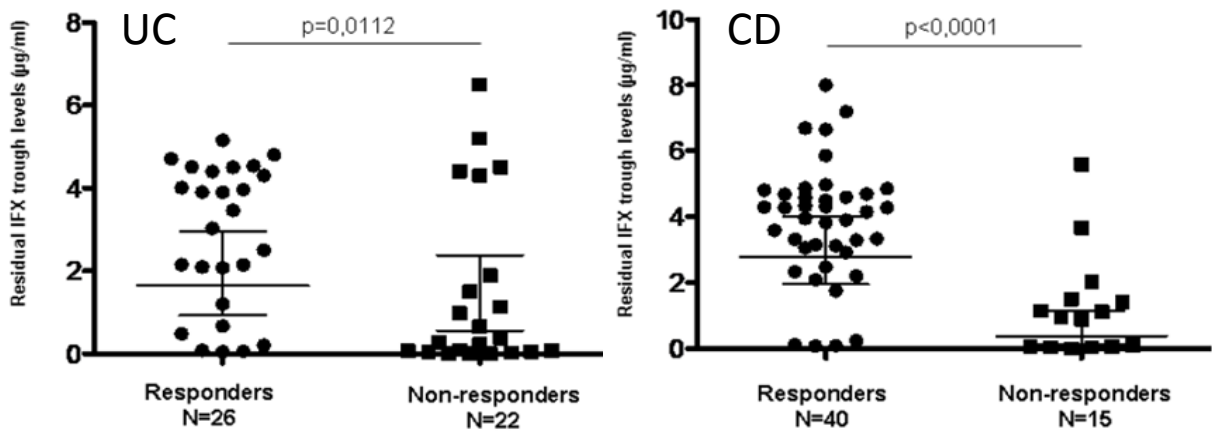 UC
p=0,0112
Residual IFX trough levels (µg/ml)
8
6
4
2
0
Responders
N=26
Non-responders
N=22
CD
p<0,0001
Residual IFX trough levels (µg/ml)
10
8
6
4
2
0
Responders
N=40
Non-responders
N=15